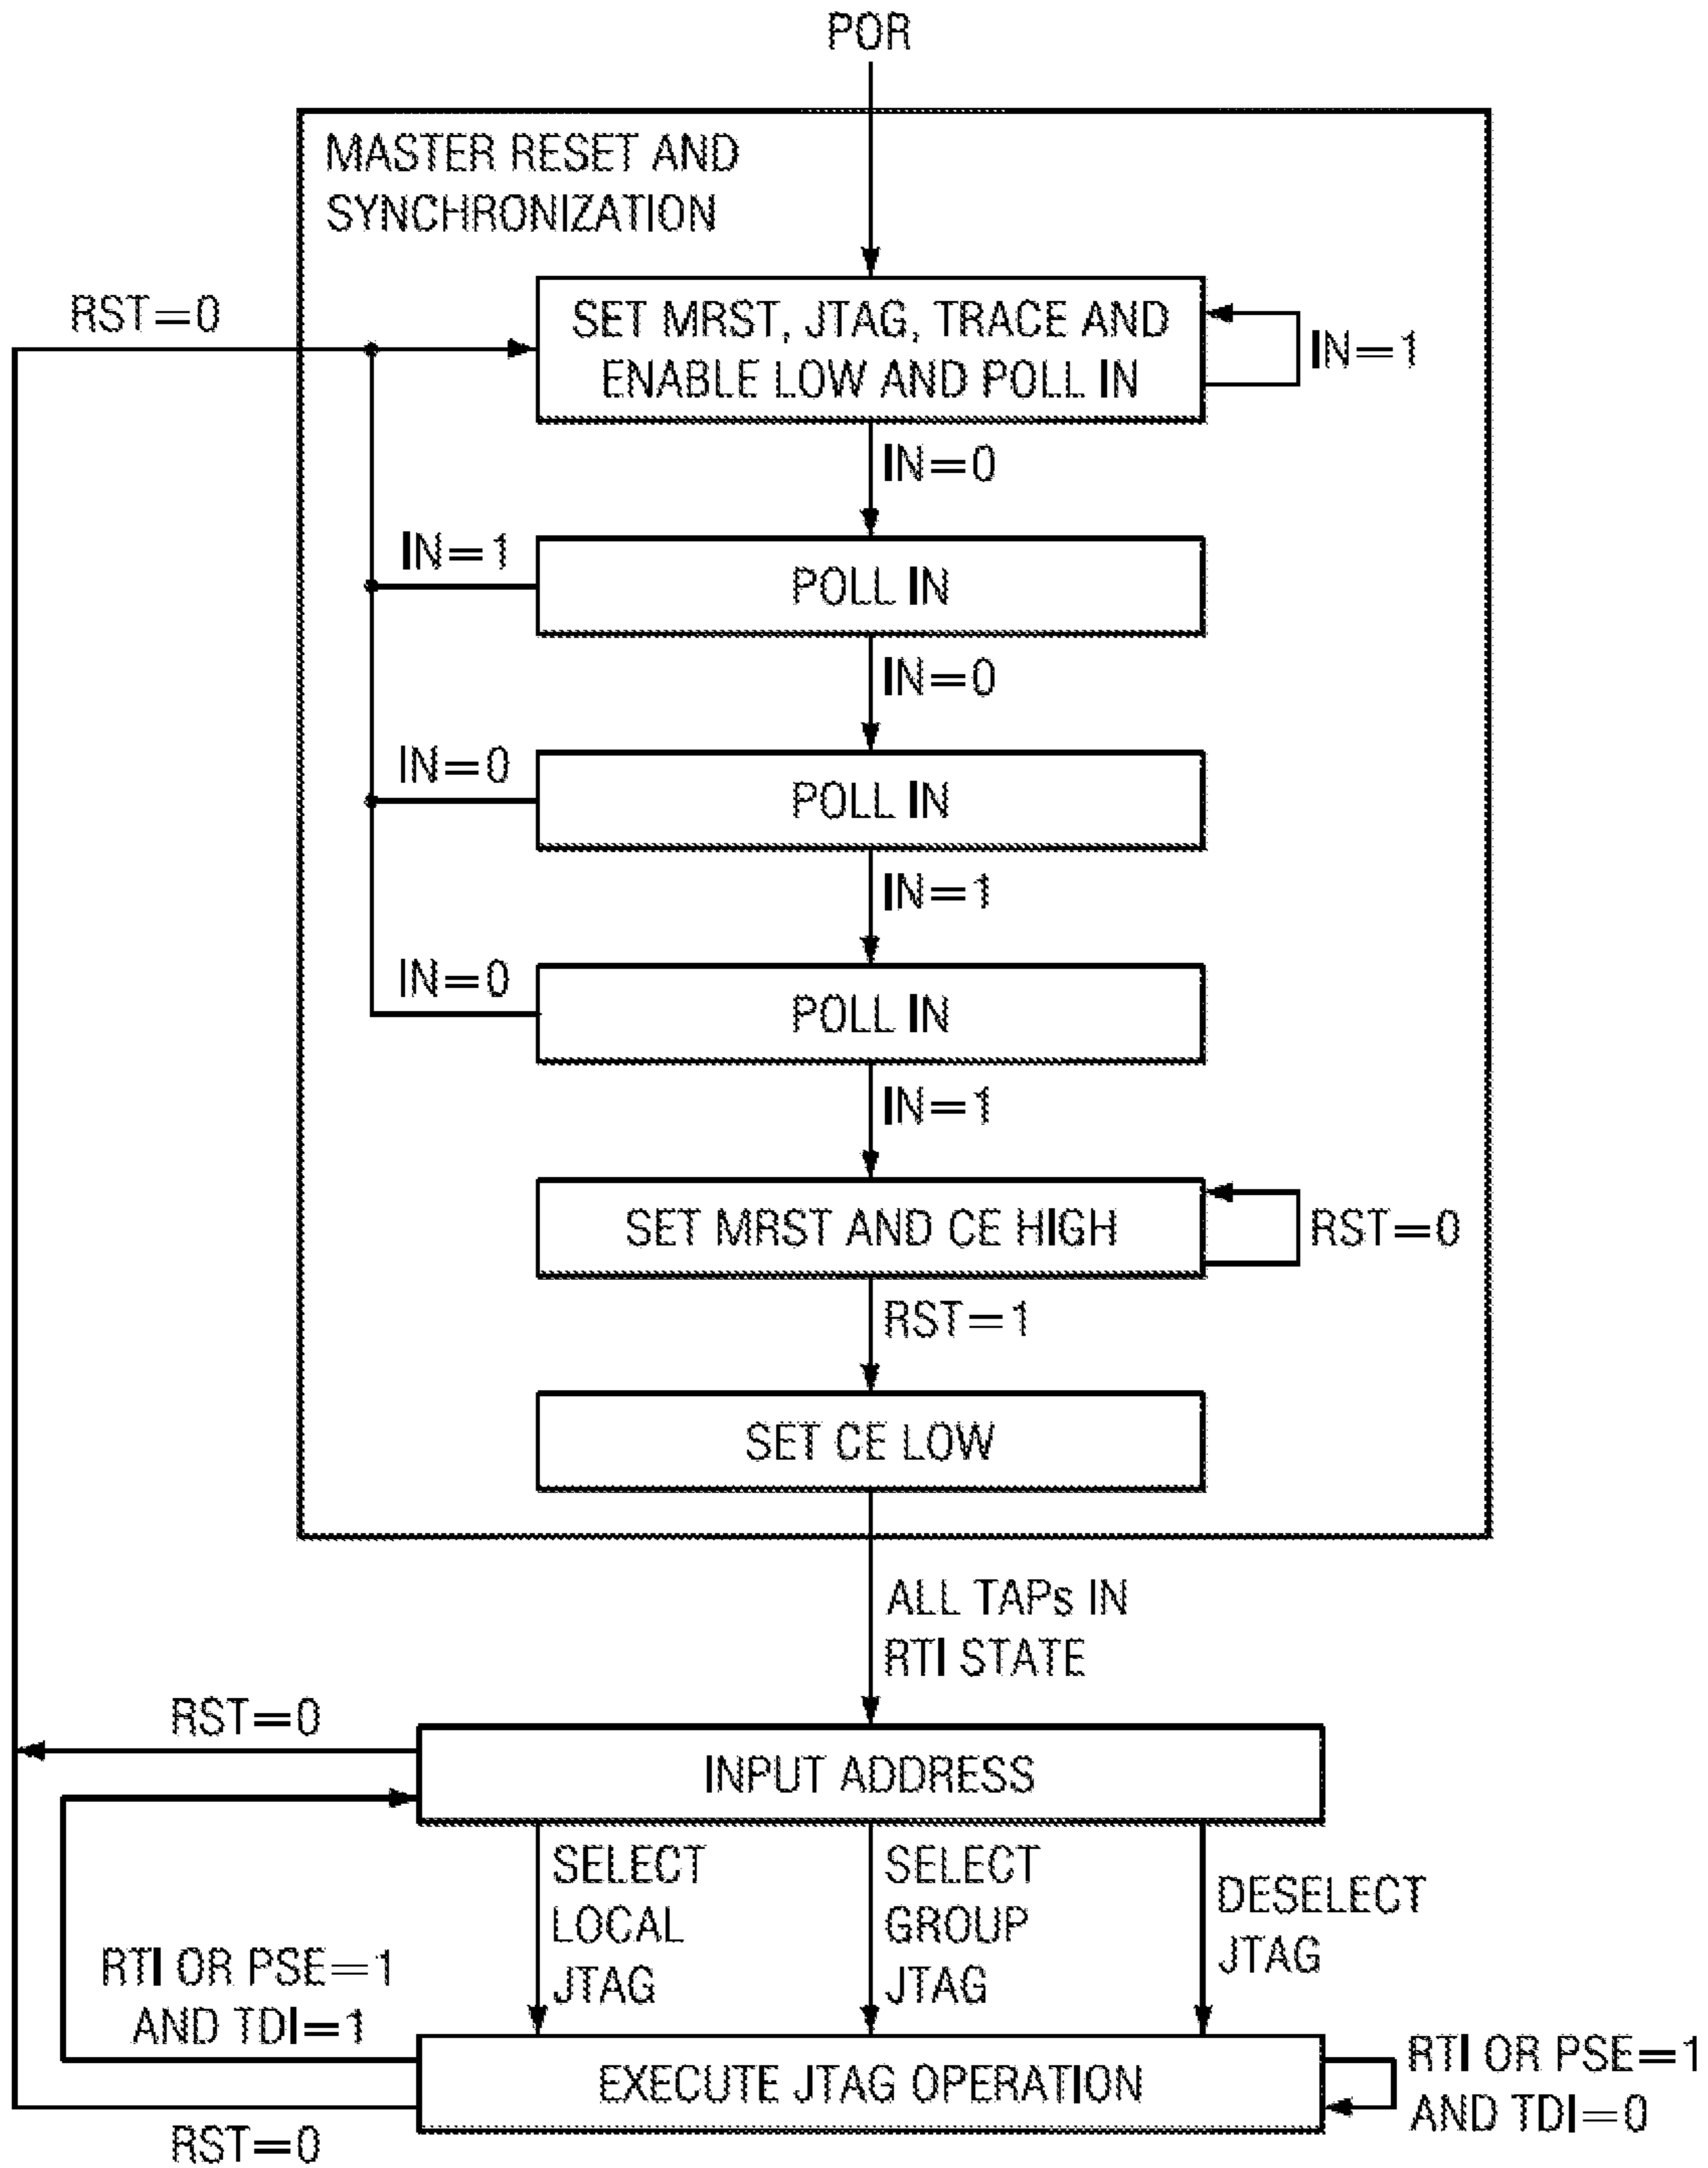 POR
MASTER RESET AND
SYNCHRONIZATION
RST=0
SET MRST, JTAG, TRACE AND
ENABLE LOW AND POLL IN
IN=1
IN=0
IN=1
POLL IN
IN=0
IN=0
POLL IN
IN=1
IN=0
POLL IN
IN=1
SET MRST AND CE HIGH
RST=0
RST=1
SET CE LOW
ALL TAPs IN
RTI STATE
RST=0
INPUT ADDRESS
SELECT
LOCAL
JTAG
SELECT
GROUP
JTAG
DESELECT
JTAG
RTI OR PSE=1
AND TDI=1
EXECUTE JTAG OPERATION
RTI OR PSE=1
AND TDI=0
RST=0